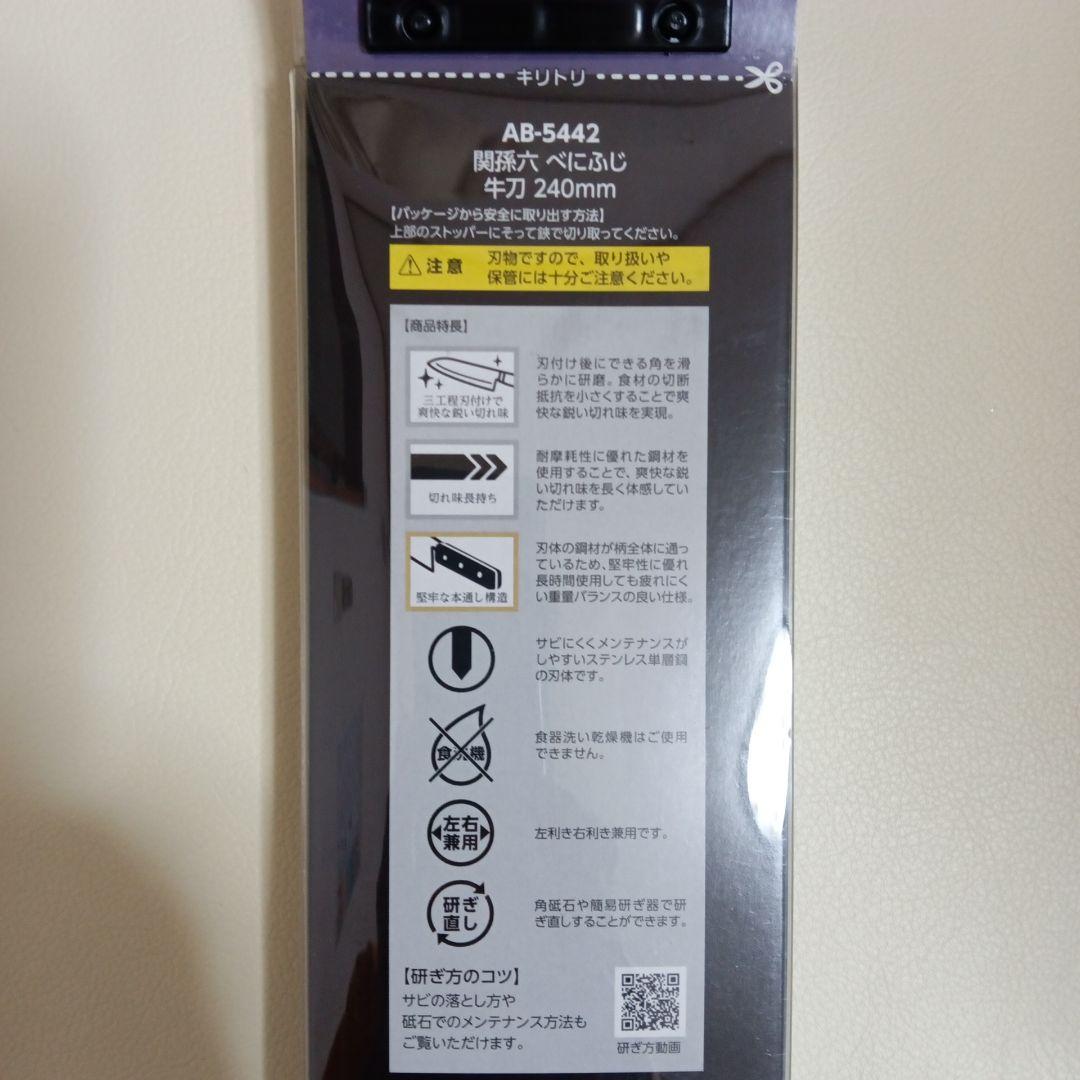 キリトリ
AB-5442
関孫六 べにふじ
牛刀 240mm
【パッケージから安全に取り出す方法】
上部のストッパーにそって鋏で切り取ってください。
注意
刃物ですので、取り扱いや
保管には十分ご注意ください。
【商品特長】
三工程刃付けで
爽快な鋭い切れ味
刃付け後にできる角を滑
らかに研磨。食材の切断
抵抗を小さくすることで爽
快な鋭い切れ味を実現。
切れ味長持ち
耐摩耗性に優れた鋼材を
使用することで、爽快な鋭
い切れ味を長く体感してい
ただけます。
堅牢な本通し構造
刃体の鋼材が柄全体に通っ
ているため、堅牢性に優れ
長時間使用しても疲れにく
い重量バランスの良い仕様。
サビにくくメンテナンスが
しやすいステンレス単層鋼
の刃体です。
食洗機
食器洗い乾燥機はご使用
できません。
左右
兼用
左利き右利き兼用です。
研ぎ
直し
角砥石や簡易研ぎ器で研
ぎ直しすることができます。
【研ぎ方のコツ】
サビの落とし方や
砥石でのメンテナンス方法も
ご覧いただけます。
研ぎ方動画